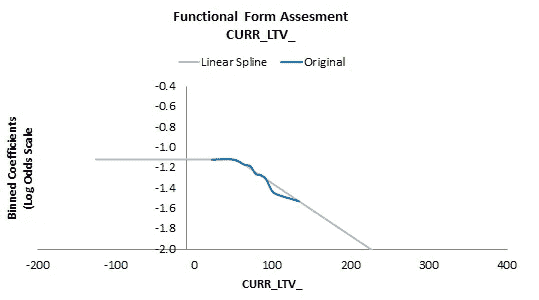 Functional Form Assesment
CURR_LTV_
Linear Spline Original
Binned Coefficients
(Log Odds Scale
-0.4
-0.6
-0.8
-1.0
-1.2
-1.4
-1.6
-1.8
-2.0
-200 -100 0 100 200 300 400
CURR_LTV_